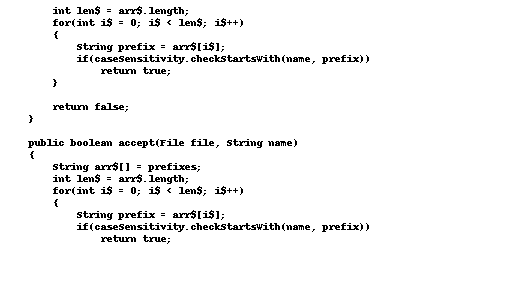 int len$ = arr$.length;
for(int i$ = 0; i$ < len$; i$++)
{
String prefix = arr$[i$];
if(caseSensitivity.checkStartsWith(name, prefix))
return true;
}
return false;
}
public boolean accept(File file, String name)
{
String arr$[] = prefixes;
int len$ = arr$.length;
for(int i$ = 0; i$ < len$; i$++)
{
String prefix = arr$[i$];
if(caseSensitivity.checkStartsWith(name, prefix))
return true;